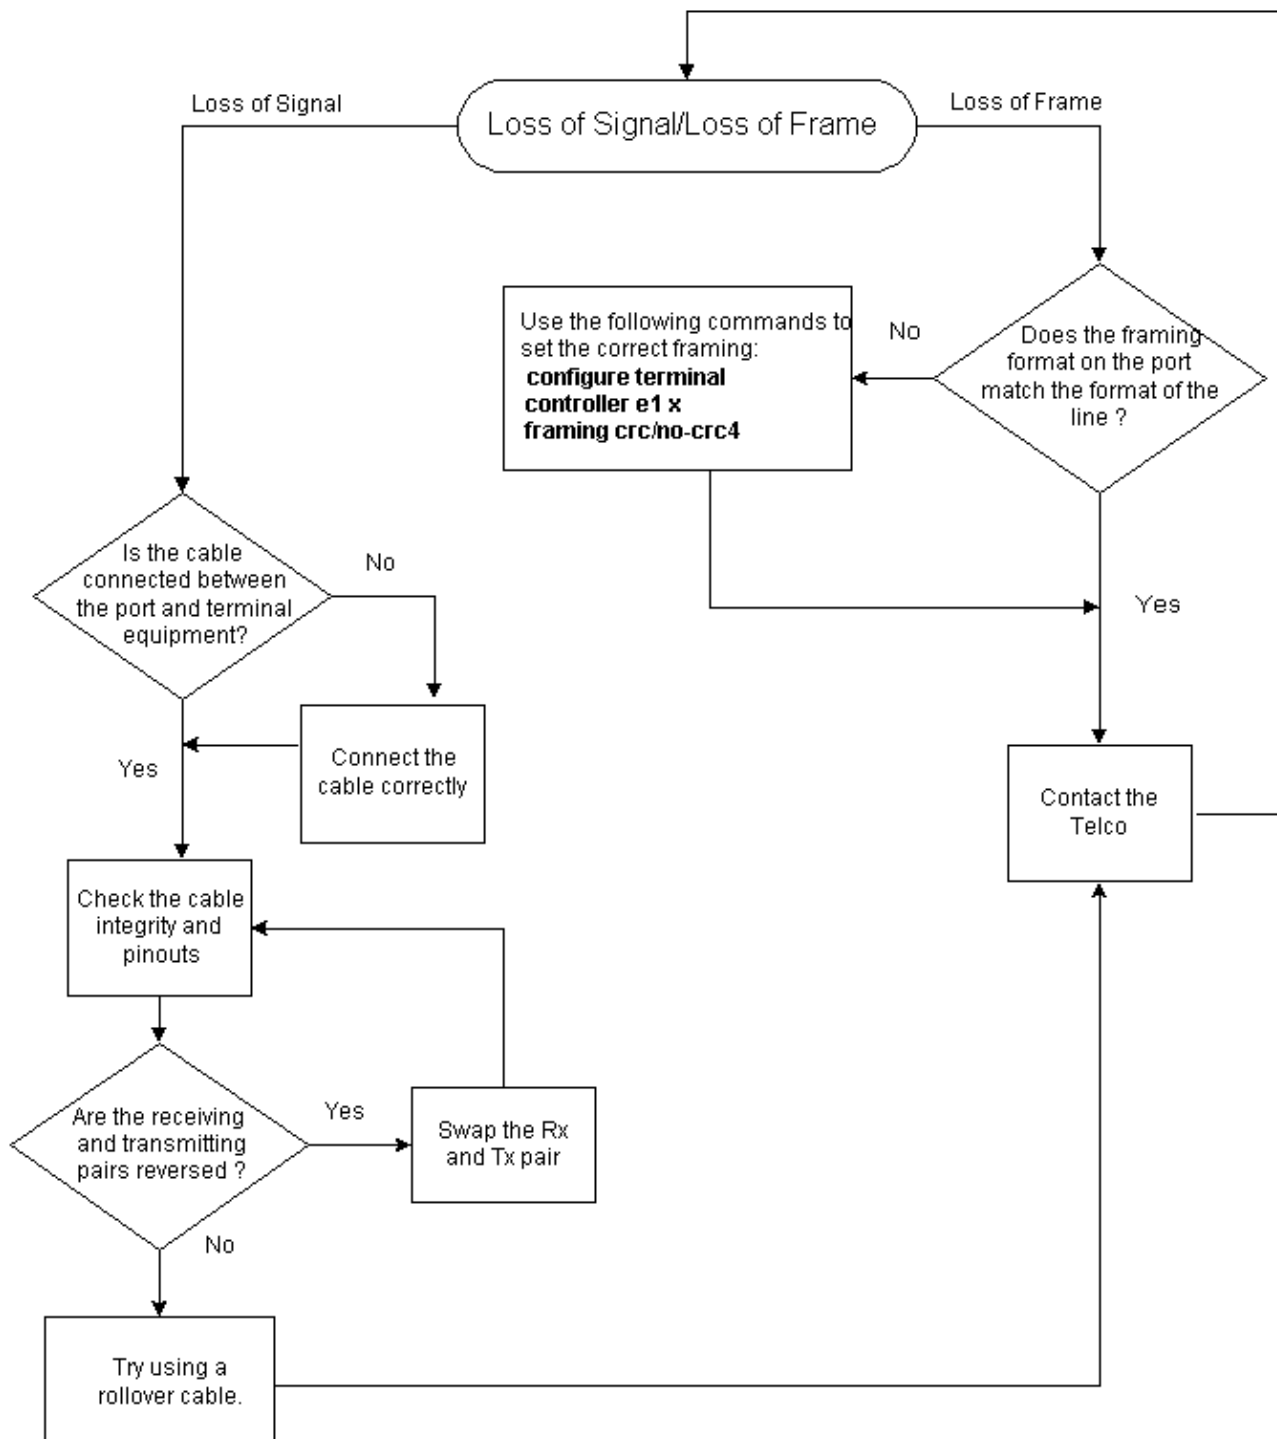 Loss of Signal
Loss of Signal/Loss of Frame
Loss of Frame
Use the following commands to
set the correct framing:
configure terminal
controller e1 x
framing crc/no-crc4
No
Does the framing
format on the port
match the format of the
line ?
Is the cable
connected between
the port and terminal
equipment?
No
Yes
Yes
Connect the
cable correctly
Contact the
Telco
Check the cable
integrity and
pinouts
Are the receiving
and transmitting
pairs reversed ?
Yes
Swap the Rx
and Tx pair
No
Try using a
rollover cable.